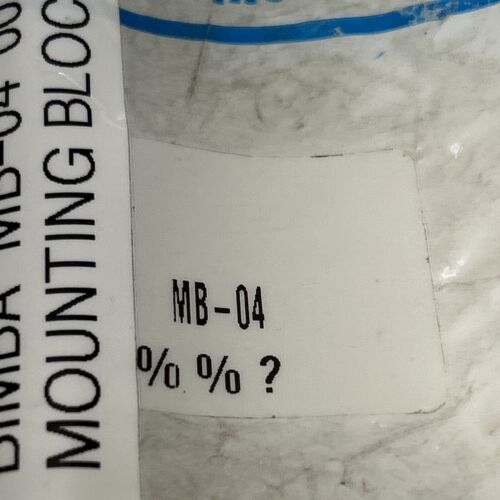 BIMBA MB-04
MOUNTING BLOC
MB-04
% % ?